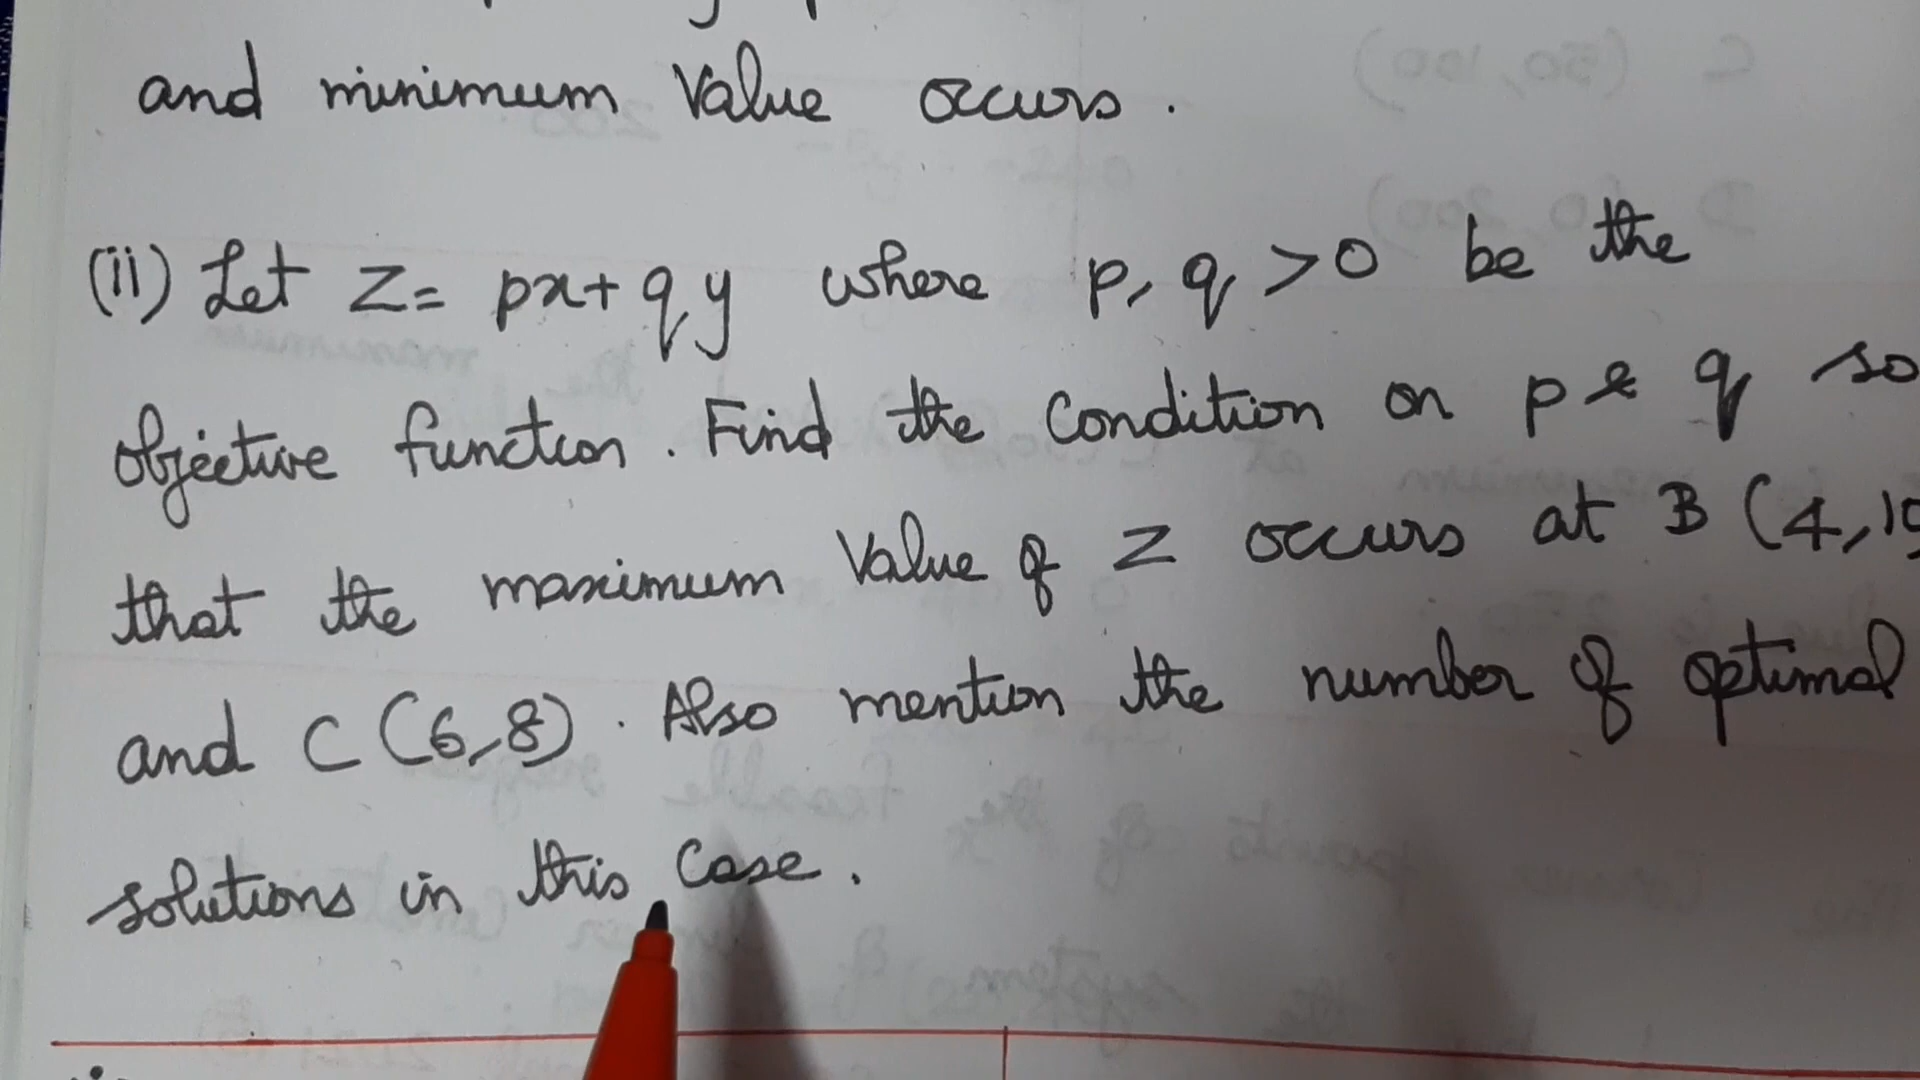 and minimum value occurs.
(ii) Let Z = px + qy where p, q > 0 be the
objective function. Find the condition on p & q so
that the maximum value of Z occurs at B (4, 10
and C (6, 8). Also mention the number of optimal
solutions in this case.